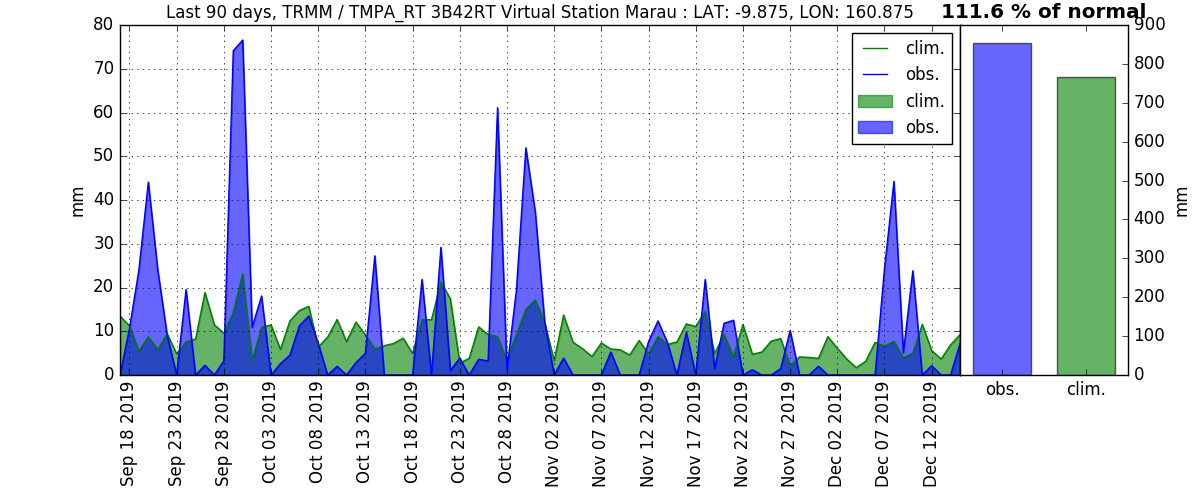 Last 90 days, TRMM / TMPA_RT 3B42RT Virtual Station Marau : LAT: -9.875, LON: 160.875
111.6 % of normal
80
70
60
50
40
30
20
10
0
mm
clim.
obs.
clim.
obs.
Sep 18 2019
Sep 23 2019
Sep 28 2019
Oct 03 2019
Oct 08 2019
Oct 13 2019
Oct 18 2019
Oct 23 2019
Oct 28 2019
Nov 02 2019
Nov 07 2019
Nov 12 2019
Nov 17 2019
Nov 22 2019
Nov 27 2019
Dec 02 2019
Dec 07 2019
Dec 12 2019
900
800
700
600
500
400
300
200
100
0
mm
obs.
clim.